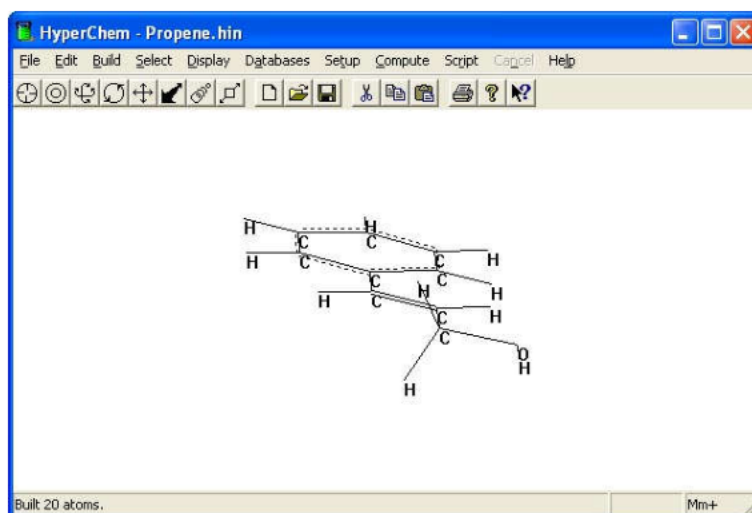 HyperChem - Propene.hin
File Edit Build Select Display Databases Setup Compute Script Cancel Help
H H
C C
H C C H
C C H
H H
H C C H
C O
H H
Built 20 atoms. Mm+